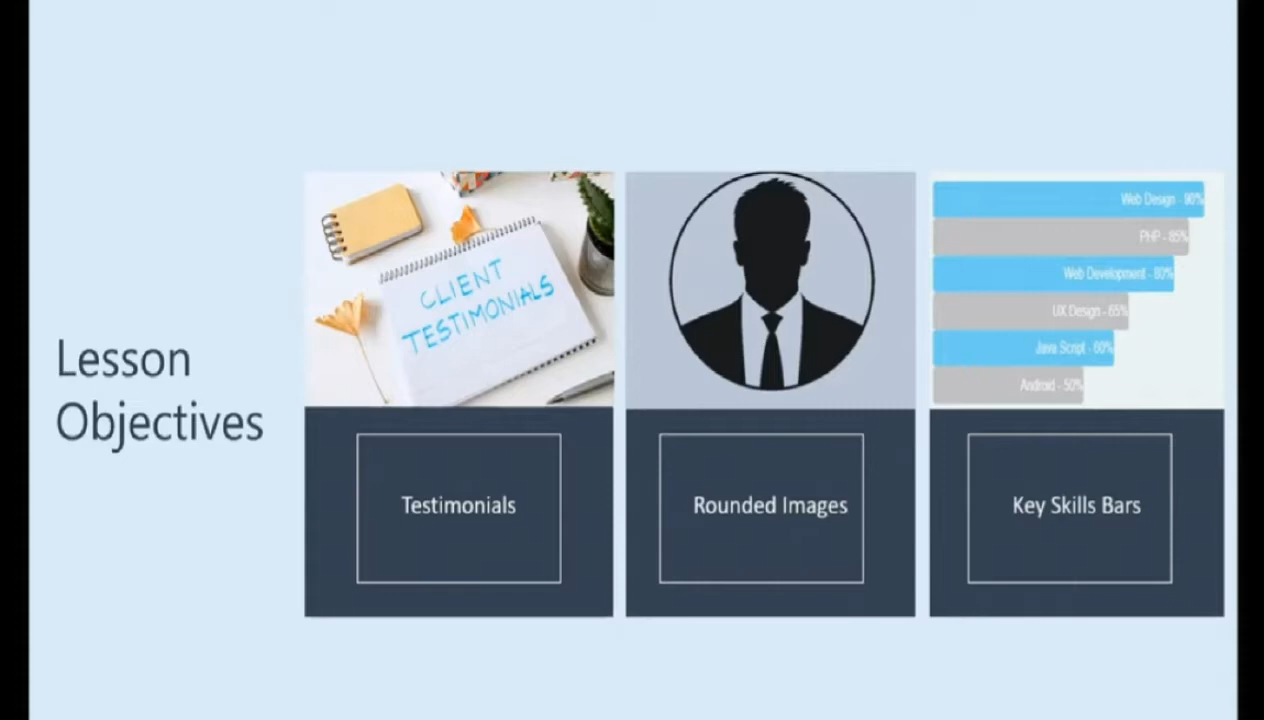 Lesson
Objectives
CLIENT
TESTIMONIALS
Testimonials
Rounded Images
Web Design - 90%
PHP - 85%
Web Development - 80%
UX Design - 65%
Java Script - 60%
Android - 50%
Key Skills Bars